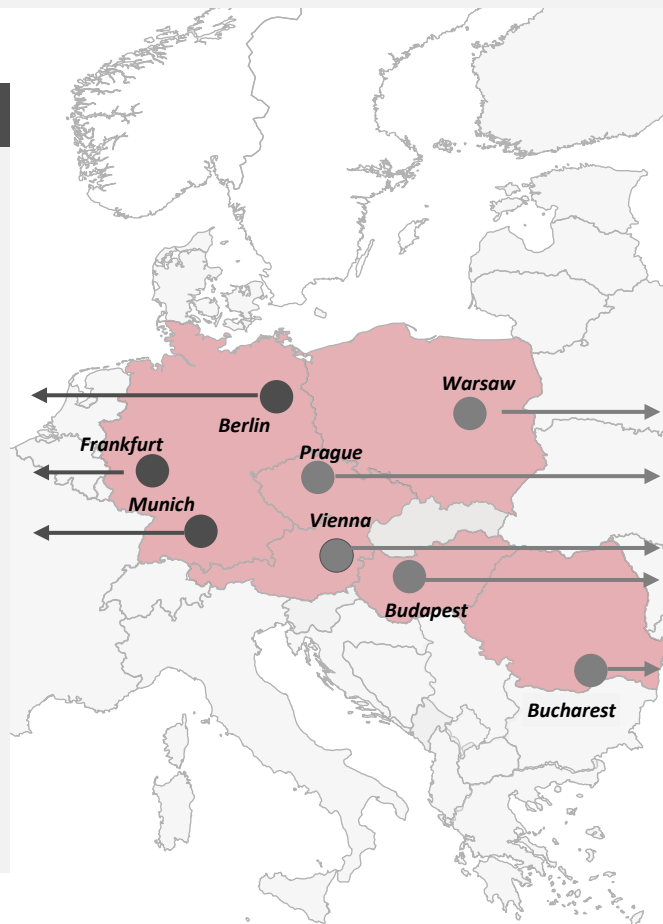 Warsaw
Berlin
Frankfurt
Prague
Munich
Vienna
Budapest
Bucharest